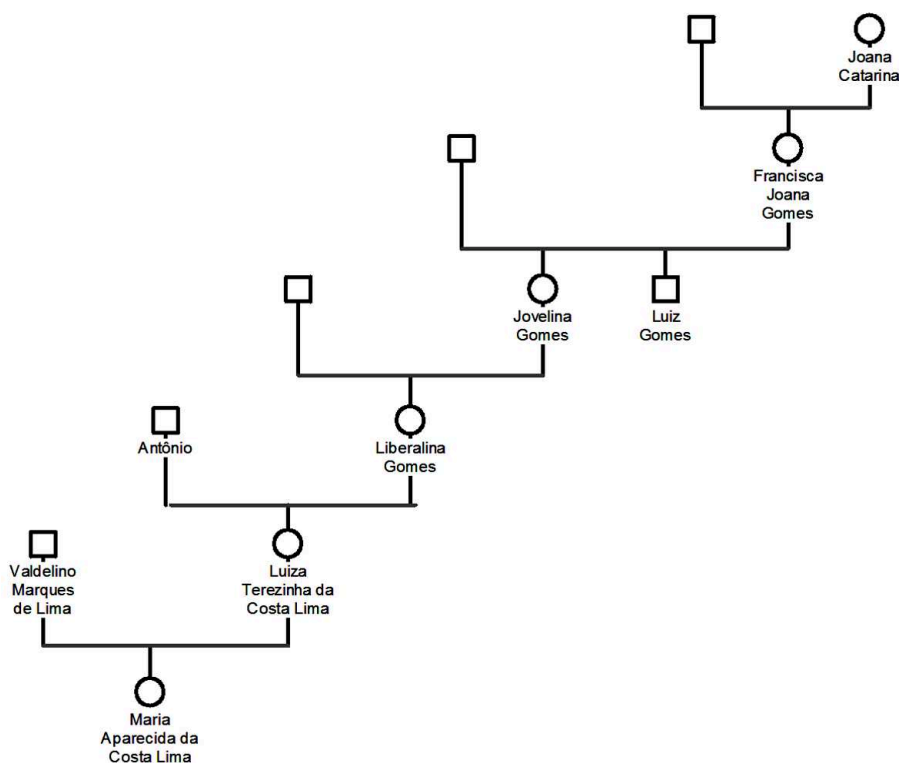 Joana
Catarina
Francisca
Joana
Gomes
Jovelina
Gomes
Luiz
Gomes
Antônio
Liberalina
Gomes
Valdelino
Marques
de Lima
Luiza
Terezinha da
Costa Lima
Maria
Aparecida da
Costa Lima